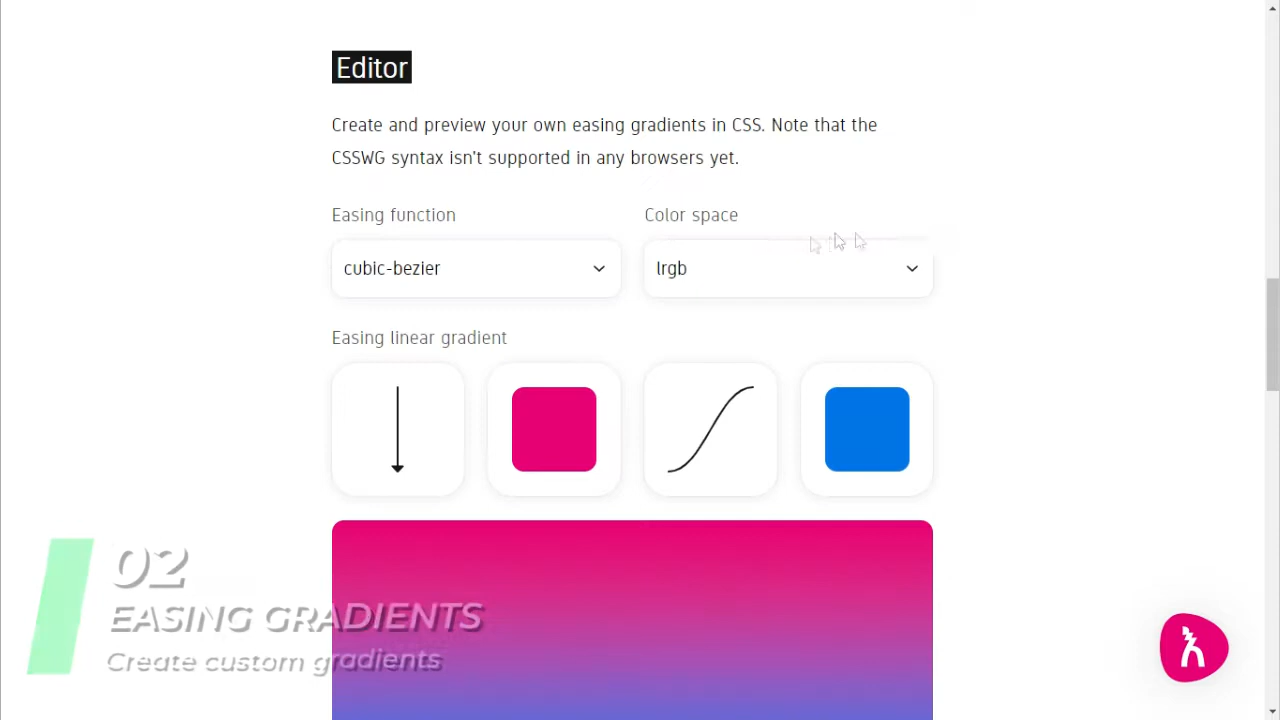 Editor
Create and preview your own easing gradients in CSS. Note that the
CSSWG syntax isn't supported in any browsers yet.
Easing function
Color space
cubic-bezier
lrgb
Easing linear gradient
02
EASING GRADIENTS
Create custom gradients